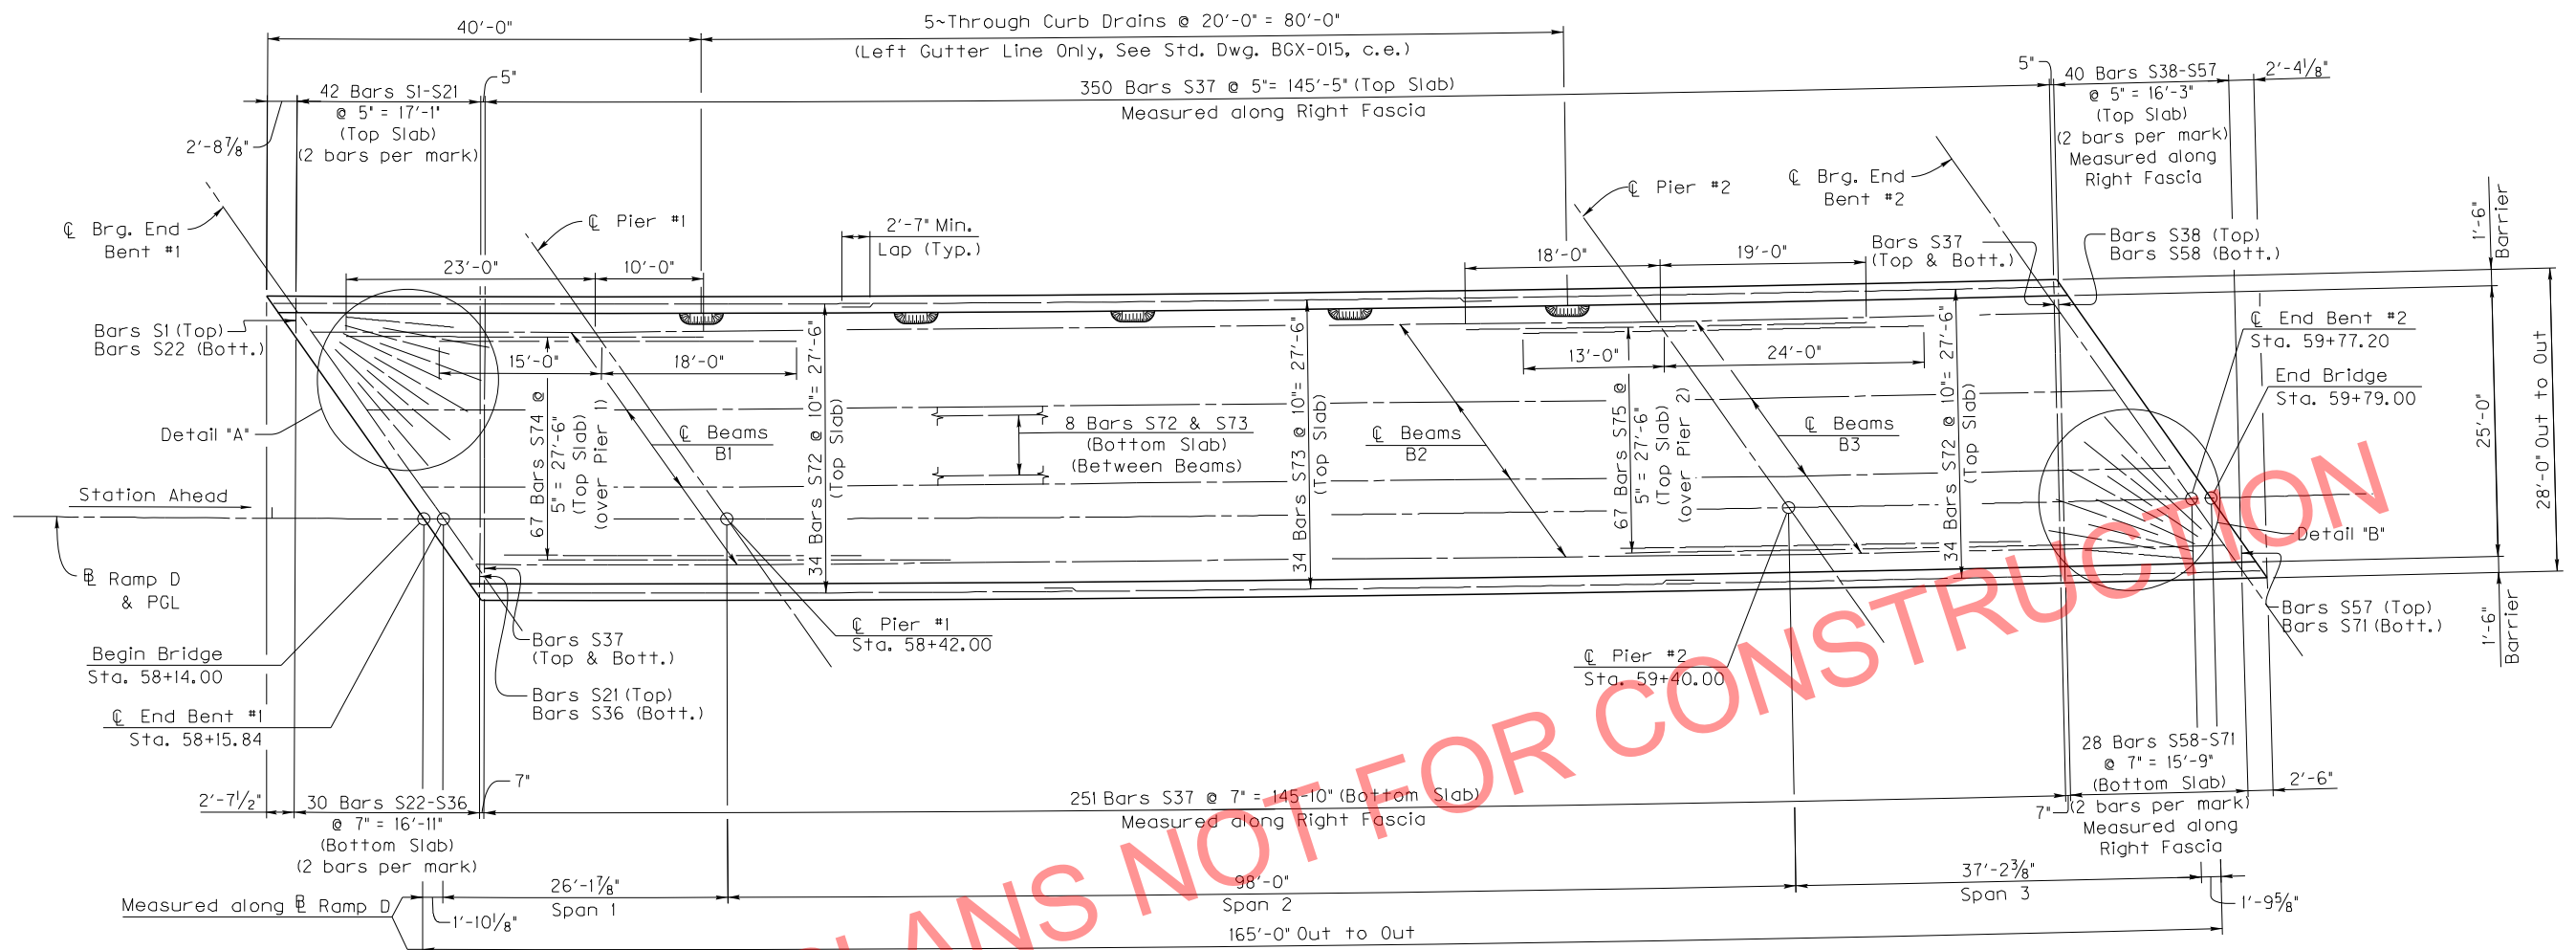 40'-0"
5~Through Curb Drains @ 20'-0" = 80'-0"
(Left Gutter Line Only, See Std. Dwg. BGX-015, c.e.)
5"
42 Bars S1-S21
@ 5" = 17'-1"
(Top Slab)
(2 bars per mark)
2'-8⅞"
350 Bars S37 @ 5"= 145'-5" (Top Slab)
Measured along Right Fascia
5"
40 Bars S38-S57
@ 5" = 16'-3"
(Top Slab)
(2 bars per mark)
Measured along
Right Fascia
2'-4⅛"
℄ Brg. End
Bent #1
℄ Pier #1
2'-7" Min.
Lap (Typ.)
℄ Pier #2
℄ Brg. End
Bent #2
Bars S37
(Top & Bott.)
Bars S38 (Top)
Bars S58 (Bott.)
1'-6"
Barrier
23'-0"
10'-0"
18'-0"
19'-0"
Bars S1 (Top)
Bars S22 (Bott.)
15'-0"
18'-0"
13'-0"
24'-0"
℄ End Bent #2
Sta. 59+77.20
End Bridge
Sta. 59+79.00
Detail "A"
67 Bars S74 @
5" = 27'-6"
(Top Slab)
(over Pier 1)
℄ Beams
B1
34 Bars S72 @ 10"= 27'-6"
(Top Slab)
8 Bars S72 & S73
(Bottom Slab)
(Between Beams)
34 Bars S73 @ 10"= 27'-6"
(Top Slab)
℄ Beams
B2
67 Bars S75 @
5" = 27'-6"
(Top Slab)
(over Pier 2)
℄ Beams
B3
34 Bars S72 @ 10"= 27'-6"
(Top Slab)
25'-0"
28'-0" Out to Out
Station Ahead
Detail "B"
℄ Ramp D
& PGL
Begin Bridge
Sta. 58+14.00
℄ End Bent #1
Sta. 58+15.84
Bars S37
(Top & Bott.)
Bars S21 (Top)
Bars S36 (Bott.)
℄ Pier #1
Sta. 58+42.00
℄ Pier #2
Sta. 59+40.00
Bars S57 (Top)
Bars S71 (Bott.)
1'-6"
Barrier
2'-7½"
30 Bars S22-S36
@ 7" = 16'-11"
(Bottom Slab)
(2 bars per mark)
7"
251 Bars S37 @ 7" = 145-10" (Bottom Slab)
Measured along Right Fascia
7"
28 Bars S58-S71
@ 7" = 15'-9"
(Bottom Slab)
(2 bars per mark)
Measured along
Right Fascia
2'-6"
Measured along ℄ Ramp D
1'-10⅛"
26'-1⅞"
Span 1
98'-0"
Span 2
37'-2⅜"
Span 3
1'-9⅝"
165'-0" Out to Out
PLANS NOT FOR CONSTRUCTION